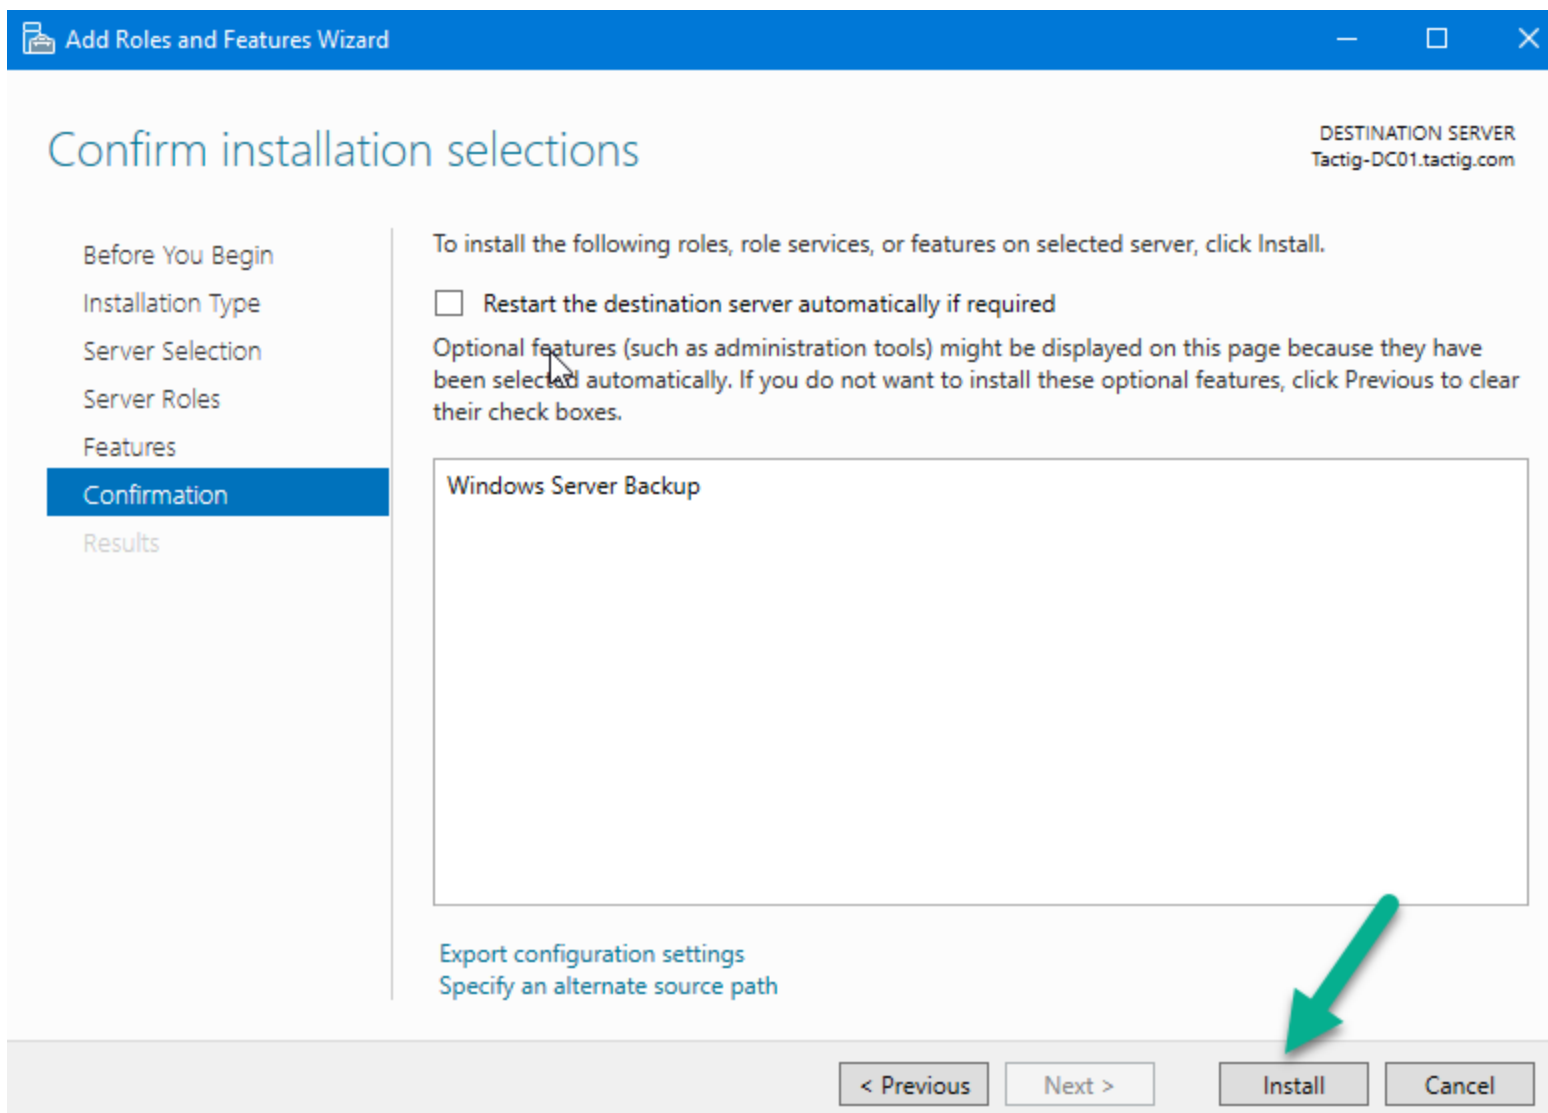 Add Roles and Features Wizard
Confirm installation selections
DESTINATION SERVER
Tactig-DC01.tactig.com
Before You Begin
Installation Type
Server Selection
Server Roles
Features
Confirmation
Results
To install the following roles, role services, or features on selected server, click Install.
Restart the destination server automatically if required
Optional features (such as administration tools) might be displayed on this page because they have
been selected automatically. If you do not want to install these optional features, click Previous to clear
their check boxes.
Windows Server Backup
Export configuration settings
Specify an alternate source path
< Previous
Next >
Install
Cancel